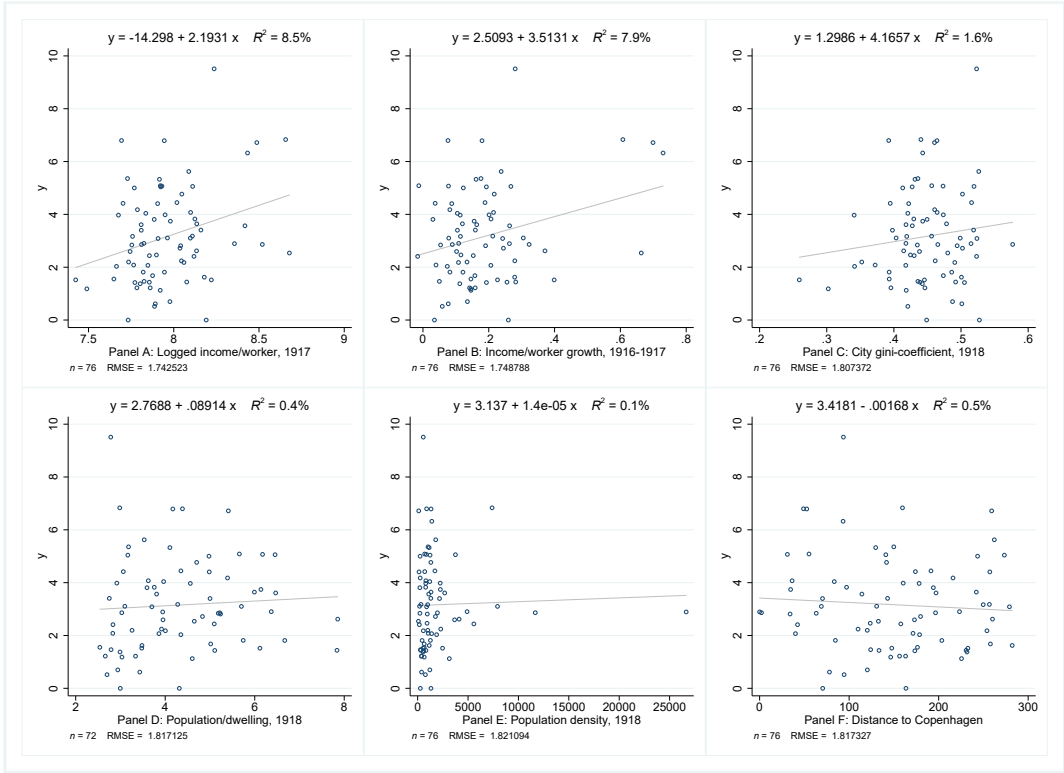 y = -14.298 + 2.1931 x R² = 8.5%
10
8
6
4
2
0
y
7.5 8 8.5 9
Panel A: Logged income/worker, 1917
n = 76 RMSE = 1.742523
y = 2.5093 + 3.5131 x R² = 7.9%
10
8
6
4
2
0
y
0 .2 .4 .6 .8
Panel B: Income/worker growth, 1916-1917
n = 76 RMSE = 1.748788
y = 1.2986 + 4.1657 x R² = 1.6%
10
8
6
4
2
0
y
.2 .3 .4 .5 .6
Panel C: City gini-coefficient, 1918
n = 76 RMSE = 1.807372
y = 2.7688 + .08914 x R² = 0.4%
10
8
6
4
2
0
y
2 4 6 8
Panel D: Population/dwelling, 1918
n = 72 RMSE = 1.817125
y = 3.137 + 1.4e-05 x R² = 0.1%
10
8
6
4
2
0
y
0 5000 10000 15000 20000 25000
Panel E: Population density, 1918
n = 76 RMSE = 1.821094
y = 3.4181 - .00168 x R² = 0.5%
10
8
6
4
2
0
y
0 100 200 300
Panel F: Distance to Copenhagen
n = 76 RMSE = 1.817327